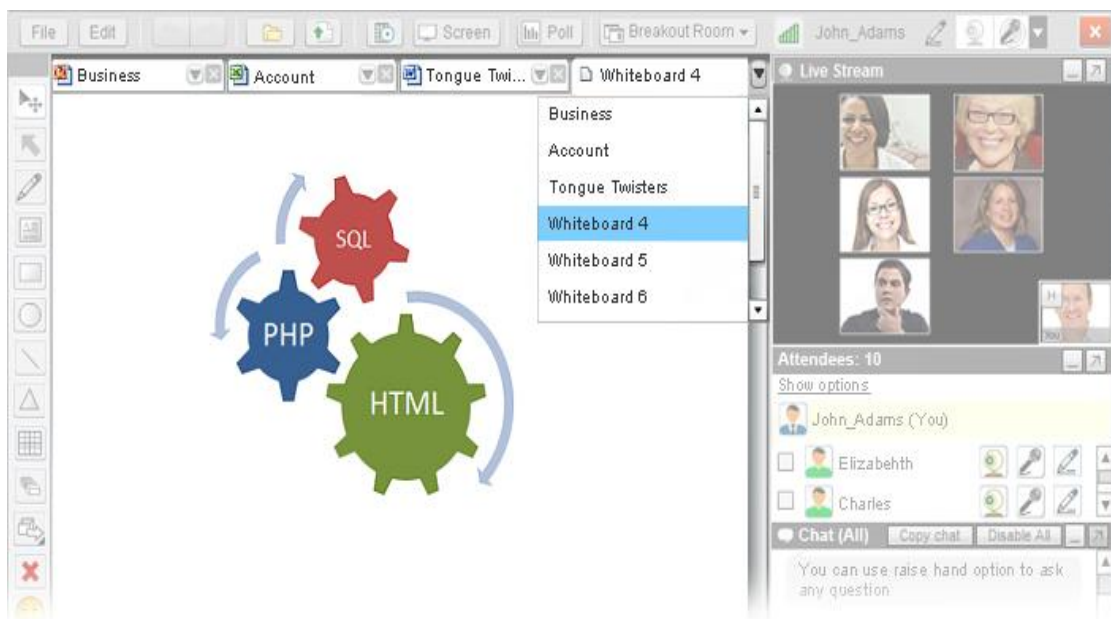 File Edit Screen Poll Breakout Room John_Adams
Business Account Tongue Twi... Whiteboard 4
Business
Account
Tongue Twisters
Whiteboard 4
Whiteboard 5
Whiteboard 6
SQL
PHP
HTML
Live Stream
H
You
Attendees: 10
Show options
John_Adams (You)
Elizabehth
Charles
Chat (All) Copy chat Disable All
You can use raise hand option to ask
any question